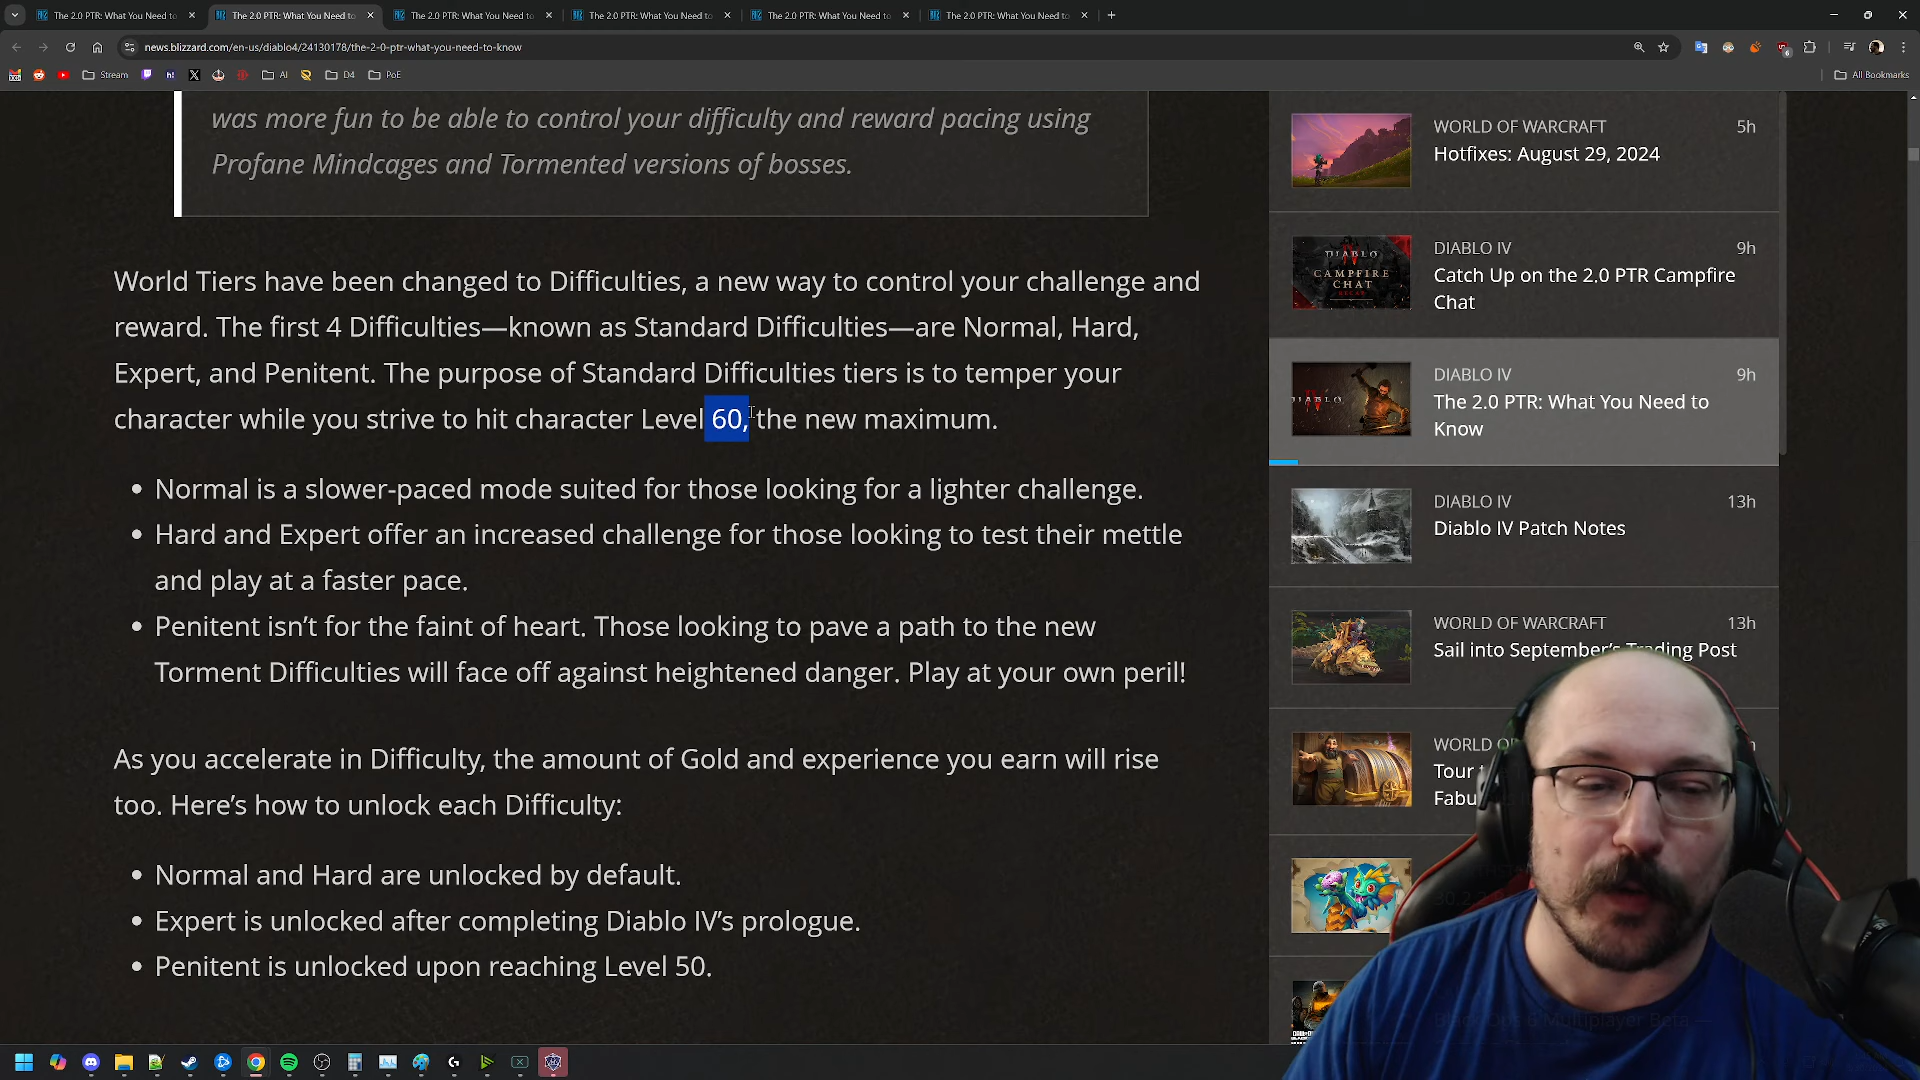 The 2.0 PTR: What You Need to
The 2.0 PTR: What You Need to
The 2.0 PTR: What You Need to
The 2.0 PTR: What You Need to
The 2.0 PTR: What You Need to
The 2.0 PTR: What You Need to
news.blizzard.com/en-us/diablo4/24130178/the-2-0-ptr-what-you-need-to-know
Stream
AI
D4
PoE
All Bookmarks
was more fun to be able to control your difficulty and reward pacing using
Profane Mindcages and Tormented versions of bosses.
World Tiers have been changed to Difficulties, a new way to control your challenge and
reward. The first 4 Difficulties—known as Standard Difficulties—are Normal, Hard,
Expert, and Penitent. The purpose of Standard Difficulties tiers is to temper your
character while you strive to hit character Level 60, the new maximum.
• Normal is a slower-paced mode suited for those looking for a lighter challenge.
• Hard and Expert offer an increased challenge for those looking to test their mettle
and play at a faster pace.
• Penitent isn’t for the faint of heart. Those looking to pave a path to the new
Torment Difficulties will face off against heightened danger. Play at your own peril!
As you accelerate in Difficulty, the amount of Gold and experience you earn will rise
too. Here’s how to unlock each Difficulty:
• Normal and Hard are unlocked by default.
• Expert is unlocked after completing Diablo IV’s prologue.
• Penitent is unlocked upon reaching Level 50.
WORLD OF WARCRAFT 5h
Hotfixes: August 29, 2024
DIABLO IV 9h
Catch Up on the 2.0 PTR Campfire
Chat
DIABLO
CAMPFIRE
CHAT
DIABLO IV 9h
The 2.0 PTR: What You Need to
Know
DIABLO IV 13h
Diablo IV Patch Notes
WORLD OF WARCRAFT 13h
Sail into September’s Trading Post
WORLD O
Tour
Fabu
Black Ops 6 Multiplayer Beta —